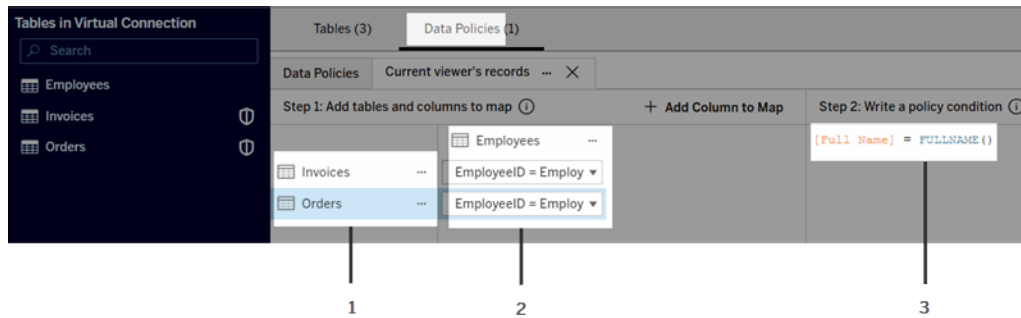 Tables in Virtual Connection
Search
Employees
Invoices
Orders
Tables (3)
Data Policies (1)
Data Policies
Current viewer's records
Step 1: Add tables and columns to map
+ Add Column to Map
Step 2: Write a policy condition
Employees
Invoices
EmployeeID = Employ
Orders
EmployeeID = Employ
[Full Name] = FULLNAME()
1
2
3